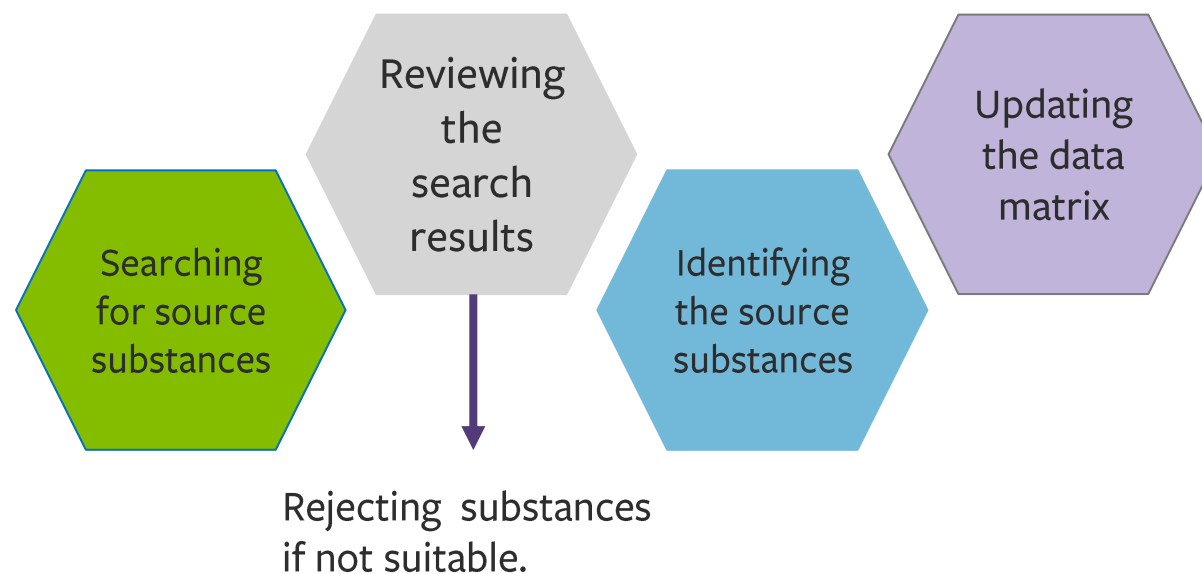 Searching
for source
substances
Reviewing
the
search
results
Rejecting  substances
if not suitable.
Identifying
the source
substances
Updating
the data
matrix